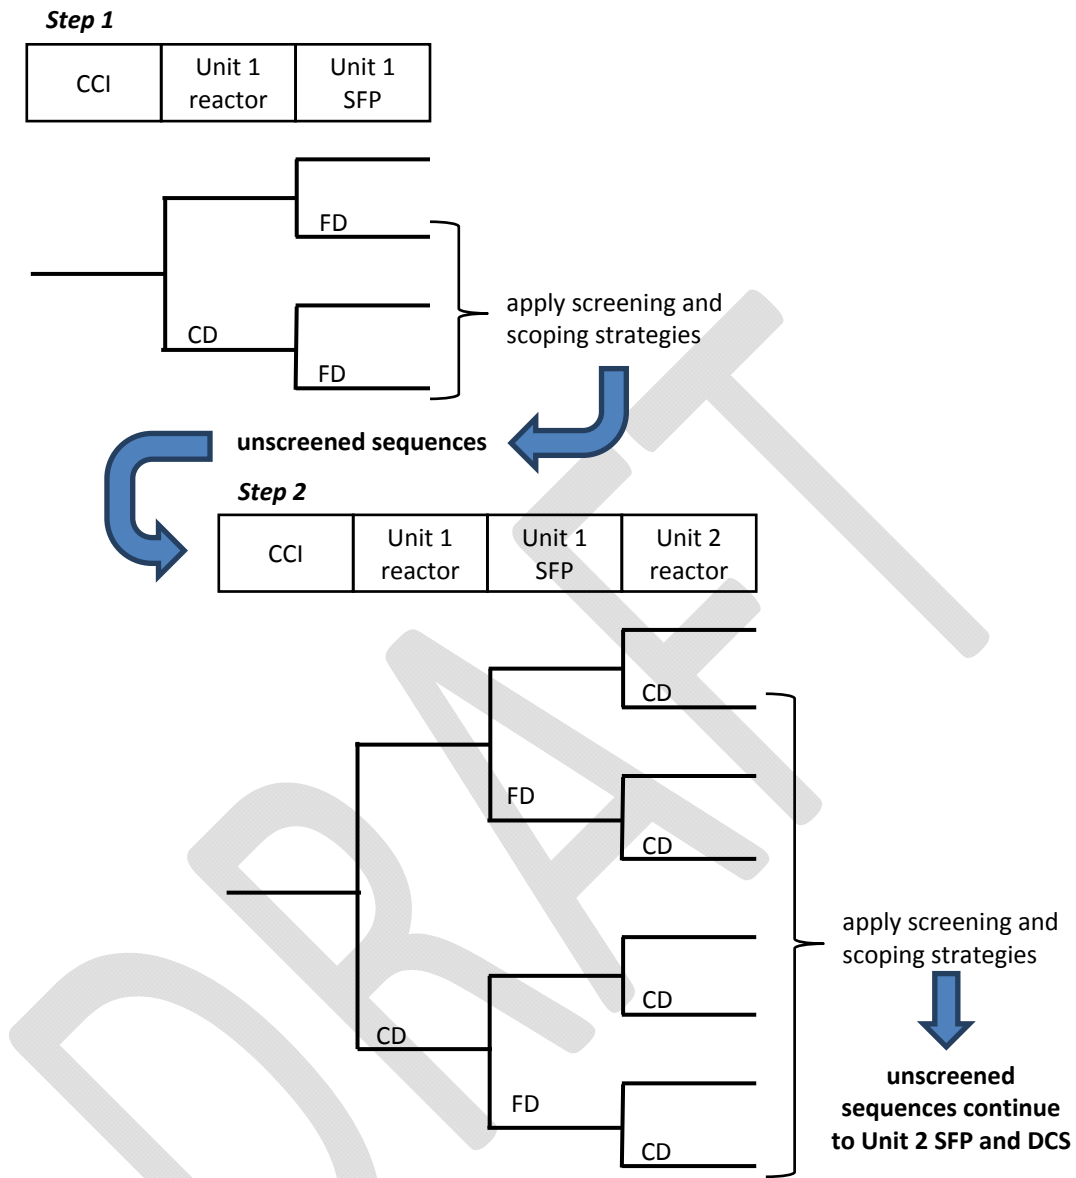 Step 1
CCI
Unit 1
reactor
Unit 1
SFP
FD
CD
FD
apply screening and
scoping strategies
unscreened sequences
Step 2
CCI
Unit 1
reactor
Unit 1
SFP
Unit 2
reactor
CD
FD
CD
CD
CD
FD
CD
apply screening and
scoping strategies
unscreened
sequences continue
to Unit 2 SFP and DCS
DRAFT